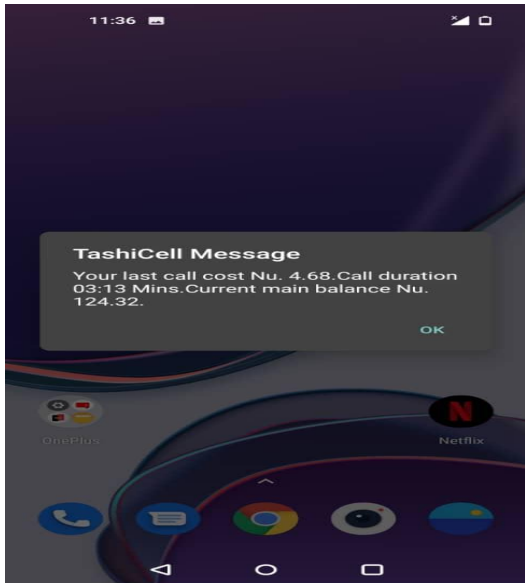 11:36
TashiCell Message
Your last call cost Nu. 4.68.Call duration
03:13 Mins.Current main balance Nu.
124.32.
OK
OnePlus
Netflix